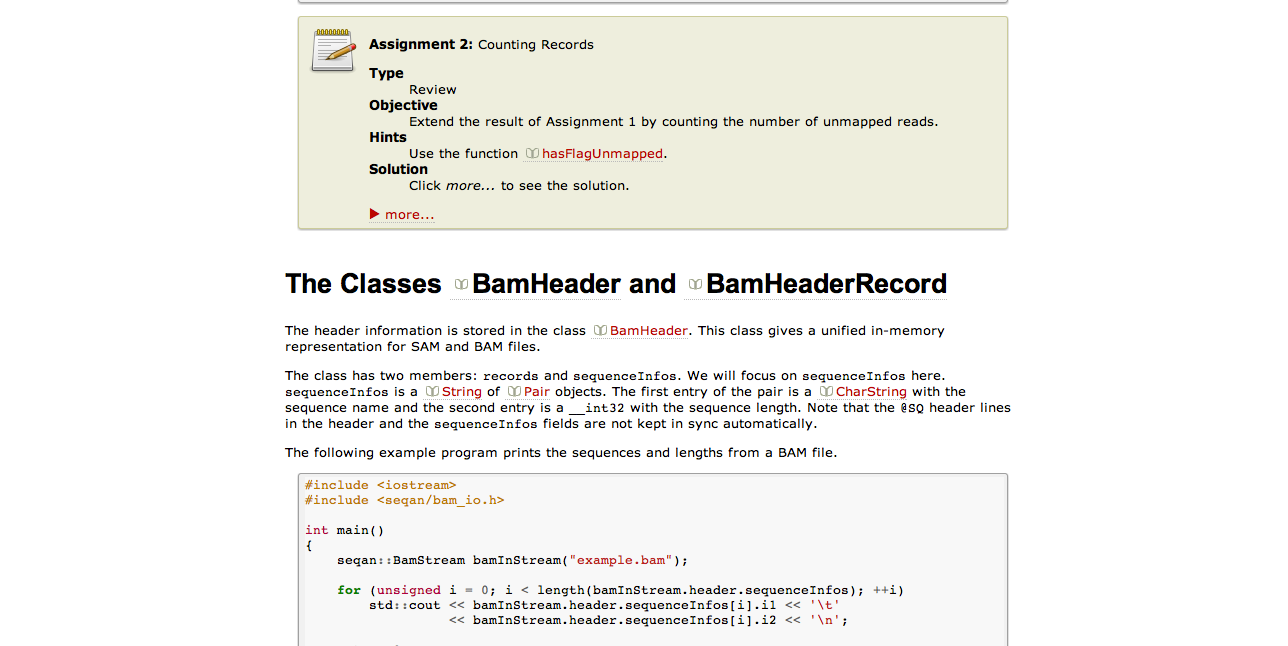 Assignment 2: Counting Records
Type
Review
Objective
Extend the result of Assignment 1 by counting the number of unmapped reads.
Hints
Use the function hasFlagUnmapped.
Solution
Click more... to see the solution.
▶ more...
The Classes BamHeader and BamHeaderRecord
The header information is stored in the class BamHeader. This class gives a unified in-memory
representation for SAM and BAM files.
The class has two members: records and sequenceInfos. We will focus on sequenceInfos here.
sequenceInfos is a String of Pair objects. The first entry of the pair is a CharString with the
sequence name and the second entry is a __int32 with the sequence length. Note that the @SQ header lines
in the header and the sequenceInfos fields are not kept in sync automatically.
The following example program prints the sequences and lengths from a BAM file.
#include <iostream>
#include <seqan/bam_io.h>
int main()
{
    seqan::BamStream bamInStream("example.bam");
    for (unsigned i = 0; i < length(bamInStream.header.sequenceInfos); ++i)
        std::cout << bamInStream.header.sequenceInfos[i].i1 << '\t'
                  << bamInStream.header.sequenceInfos[i].i2 << '\n';